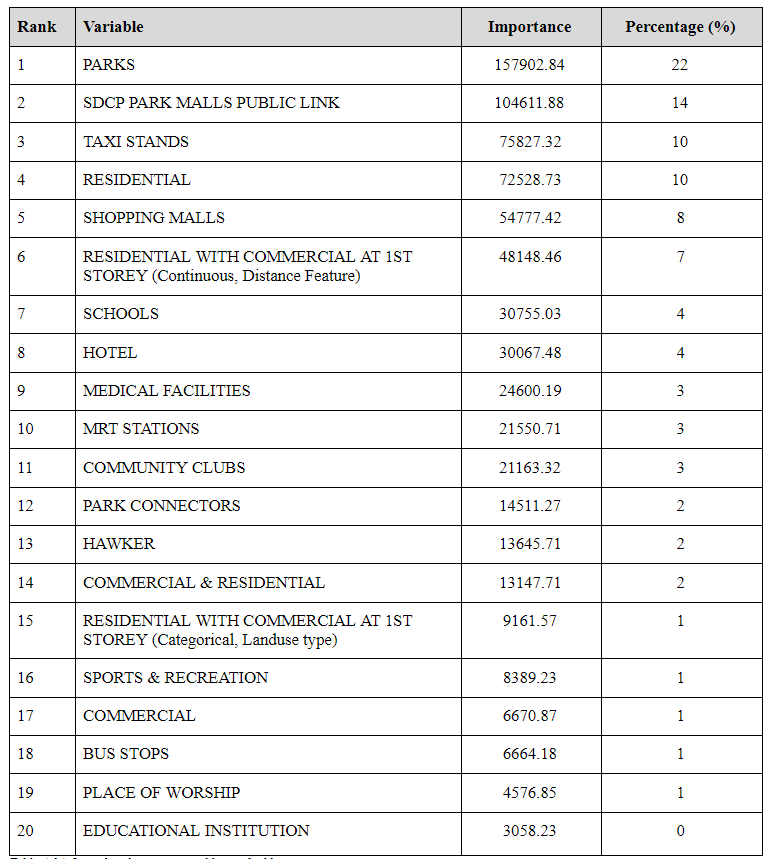 Rank Variable Importance Percentage (%)
1 PARKS 157902.84 22
2 SDCP PARK MALLS PUBLIC LINK 104611.88 14
3 TAXI STANDS 75827.32 10
4 RESIDENTIAL 72528.73 10
5 SHOPPING MALLS 54777.42 8
6 RESIDENTIAL WITH COMMERCIAL AT 1ST 48148.46 7
STOREY (Continuous, Distance Feature)
7 SCHOOLS 30755.03 4
8 HOTEL 30067.48 4
9 MEDICAL FACILITIES 24600.19 3
10 MRT STATIONS 21550.71 3
11 COMMUNITY CLUBS 21163.32 3
12 PARK CONNECTORS 14511.27 2
13 HAWKER 13645.71 2
14 COMMERCIAL & RESIDENTIAL 13147.71 2
15 RESIDENTIAL WITH COMMERCIAL AT 1ST 9161.57 1
STOREY (Categorical, Landuse type)
16 SPORTS & RECREATION 8389.23 1
17 COMMERCIAL 6670.87 1
18 BUS STOPS 6664.18 1
19 PLACE OF WORSHIP 4576.85 1
20 EDUCATIONAL INSTITUTION 3058.23 0